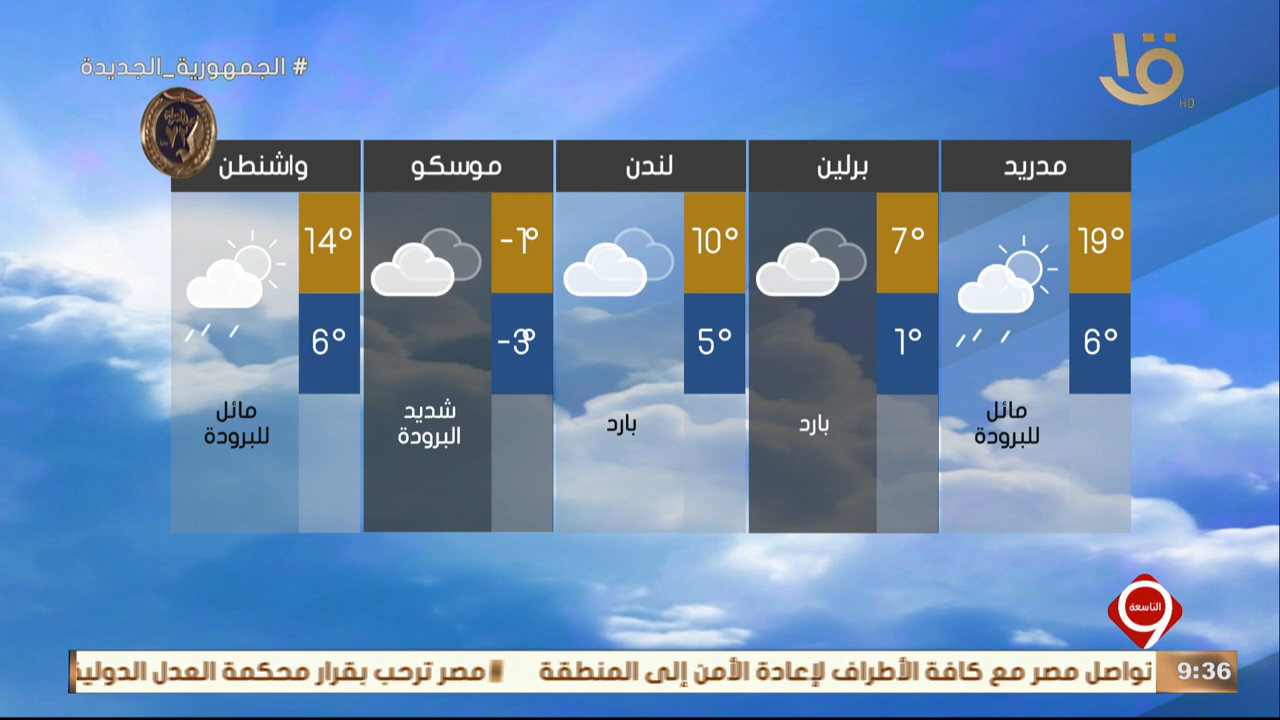 # الجمهورية_الجديدة
HD
٧٢
مدريد
19°
6°
مائل
للبرودة
برلين
7°
1°
بارد
لندن
10°
5°
بارد
موسكو
-1°
-3°
شديد
البرودة
واشنطن
14°
6°
مائل
للبرودة
التاسعة
9
9:36
تواصل مصر مع كافة الأطراف لإعادة الأمن إلى المنطقة
مصر ترحب بقرار محكمة العدل الدولية